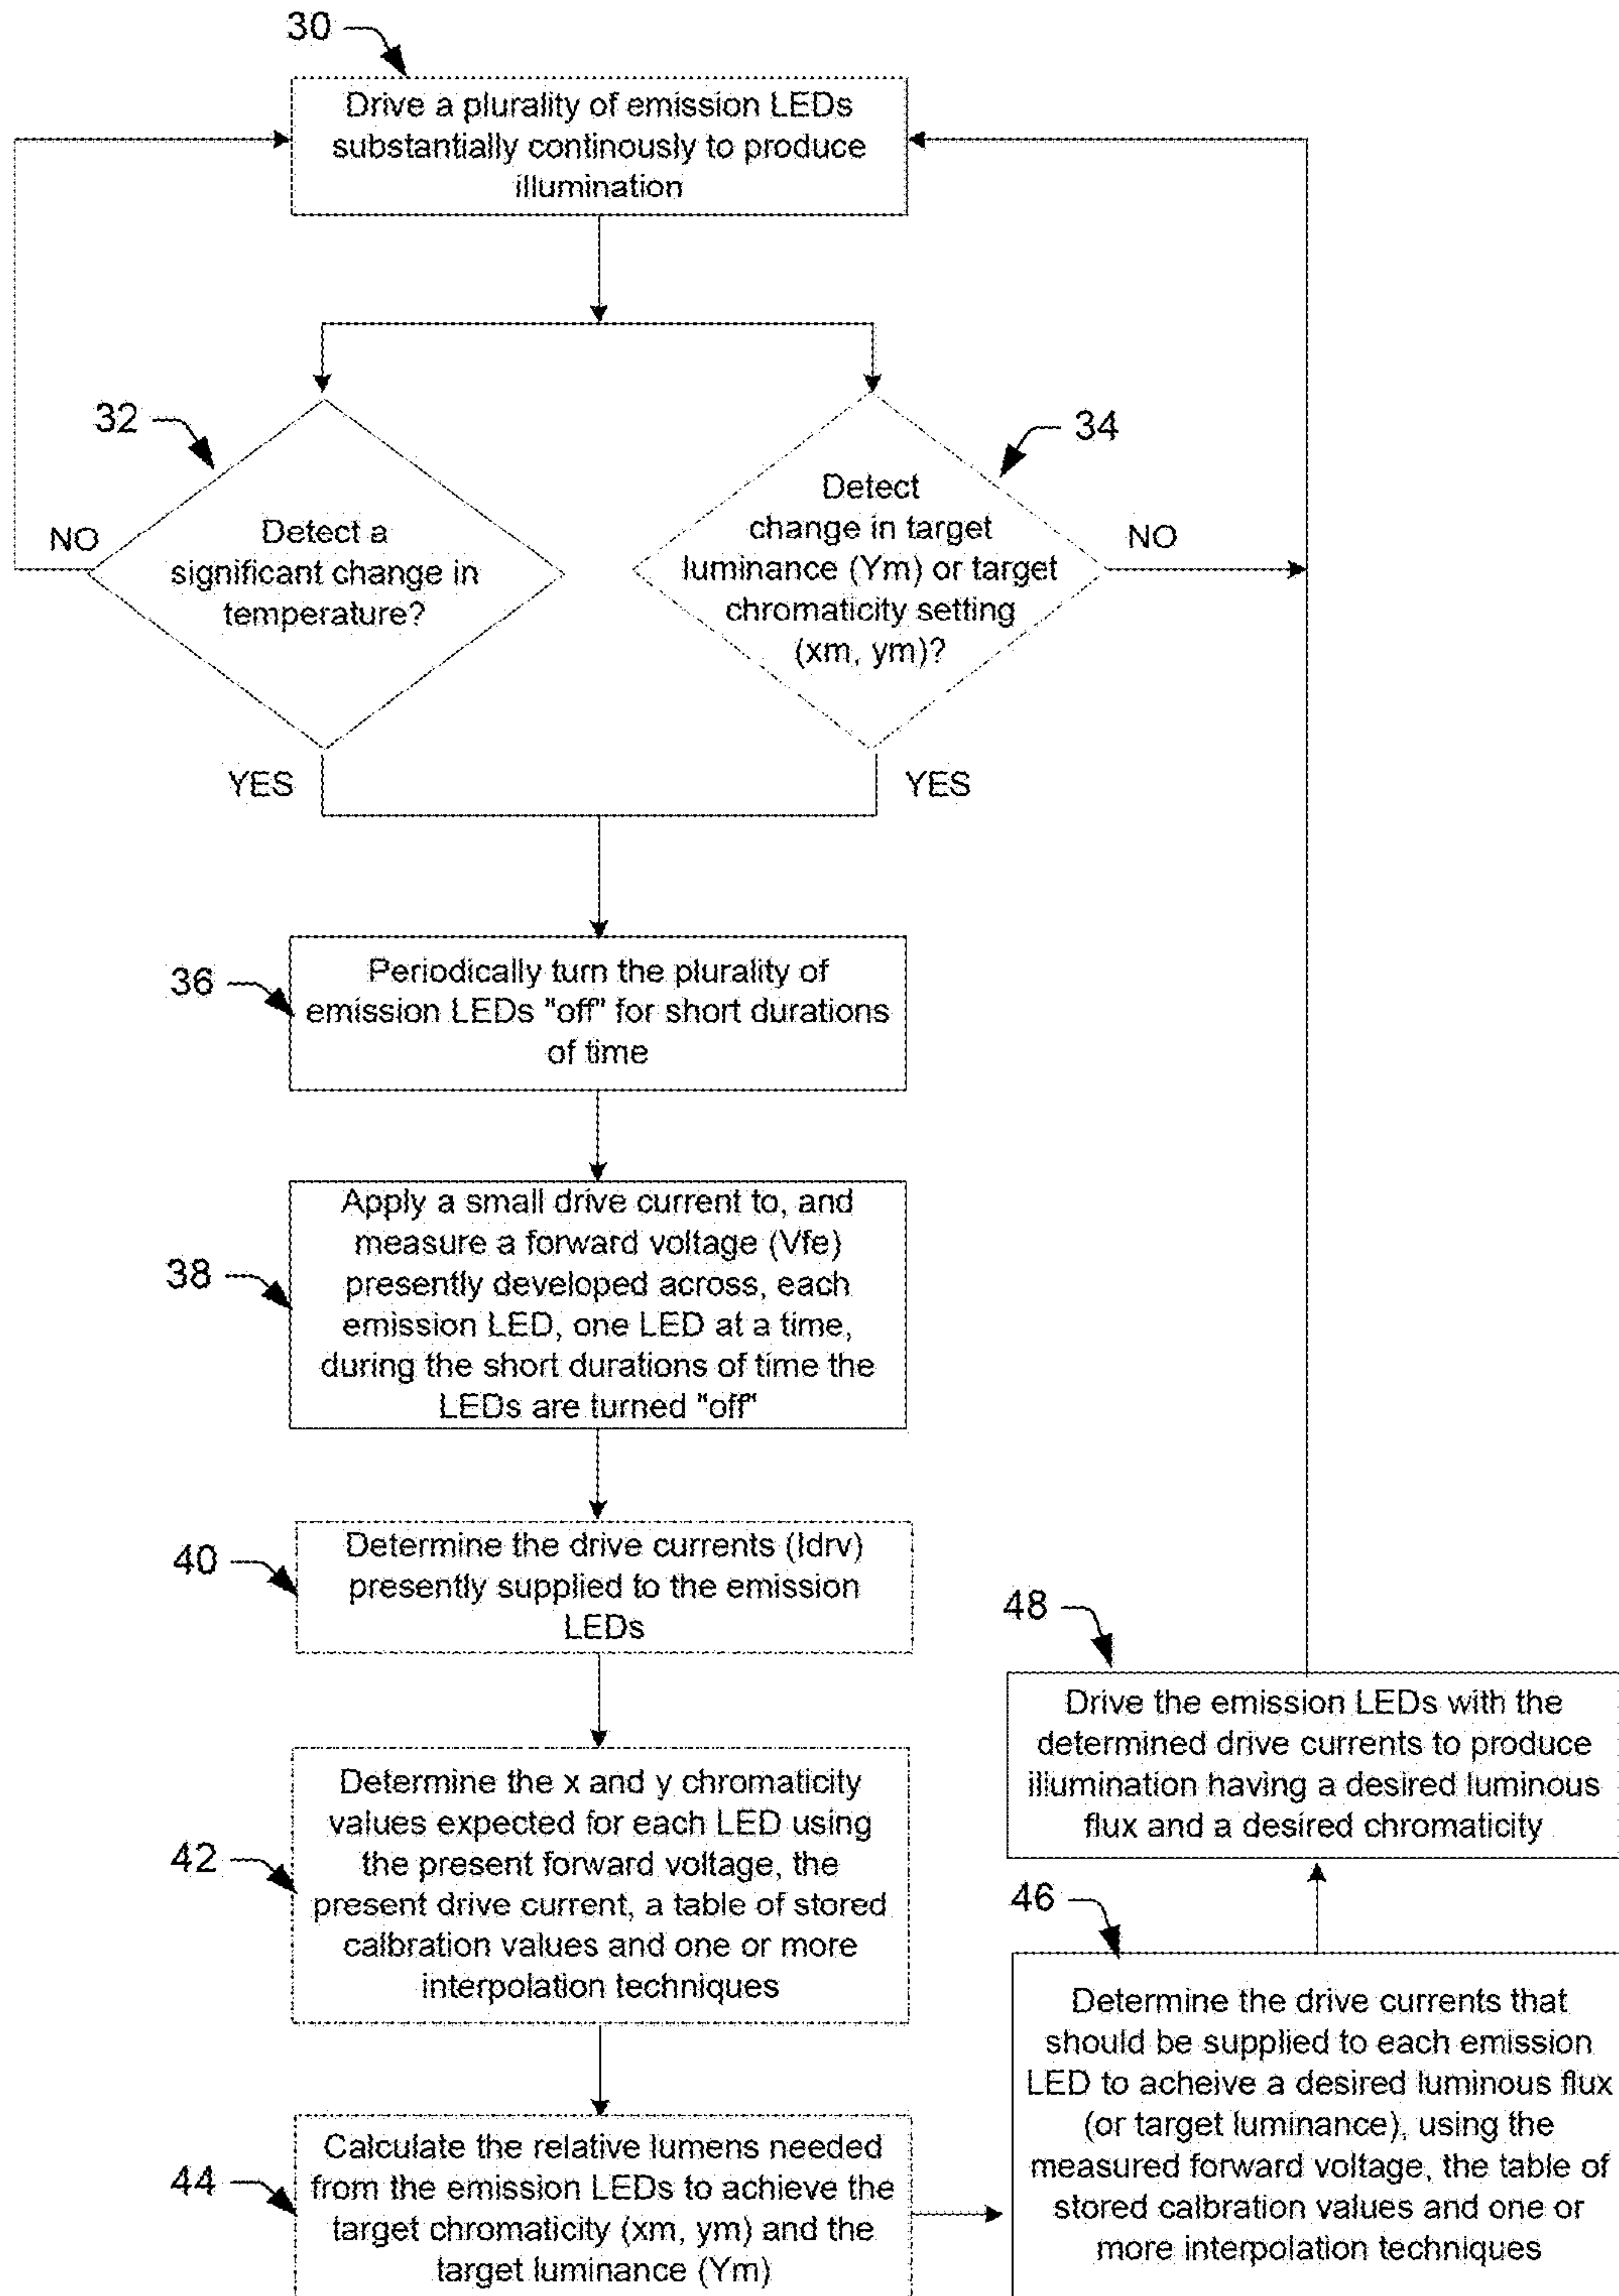 30
Drive a plurality of emission LEDs
substantially continously to produce
illumination
32
34
Detect a
significant change in
temperature?
NO
YES
Detect
change in target
luminance (Ym) or target
chromaticity setting
(xm, ym)?
NO
YES
36
Periodically turn the plurality of
emission LEDs "off" for short durations
of time
38
Apply a small drive current to, and
measure a forward voltage (Vfe)
presently developed across, each
emission LED, one LED at a time,
during the short durations of time the
LEDs are turned "off"
40
Determine the drive currents (Idrv)
presently supplied to the emission
LEDs
42
Determine the x and y chromaticity
values expected for each LED using
the present forward voltage, the
present drive current, a table of stored
calbration values and one or more
interpolation techniques
44
Calculate the relative lumens needed
from the emission LEDs to achieve the
target chromaticity (xm, ym) and the
target luminance (Ym)
46
Determine the drive currents that
should be supplied to each emission
LED to acheive a desired luminous flux
(or target luminance), using the
measured forward voltage, the table of
stored calbration values and one or
more interpolation techniques
48
Drive the emission LEDs with the
determined drive currents to produce
illumination having a desired luminous
flux and a desired chromaticity